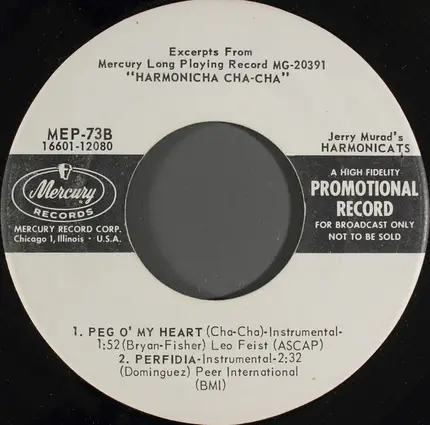 Excerpts From
Mercury Long Playing Record MG-20391
"HARMONICHA CHA-CHA"
MEP-73B
16601-12080
Jerry Murad's
HARMONICATS
Mercury
RECORDS
MERCURY RECORD CORP.
Chicago 1, Illinois • U.S.A.
A HIGH FIDELITY
PROMOTIONAL
RECORD
FOR BROADCAST ONLY
NOT TO BE SOLD
1. PEG O' MY HEART (Cha-Cha)-Instrumental-
1:52(Bryan-Fisher) Leo Feist (ASCAP)
2. PERFIDIA-Instrumental-2:32
(Dominguez) Peer International
(BMI)